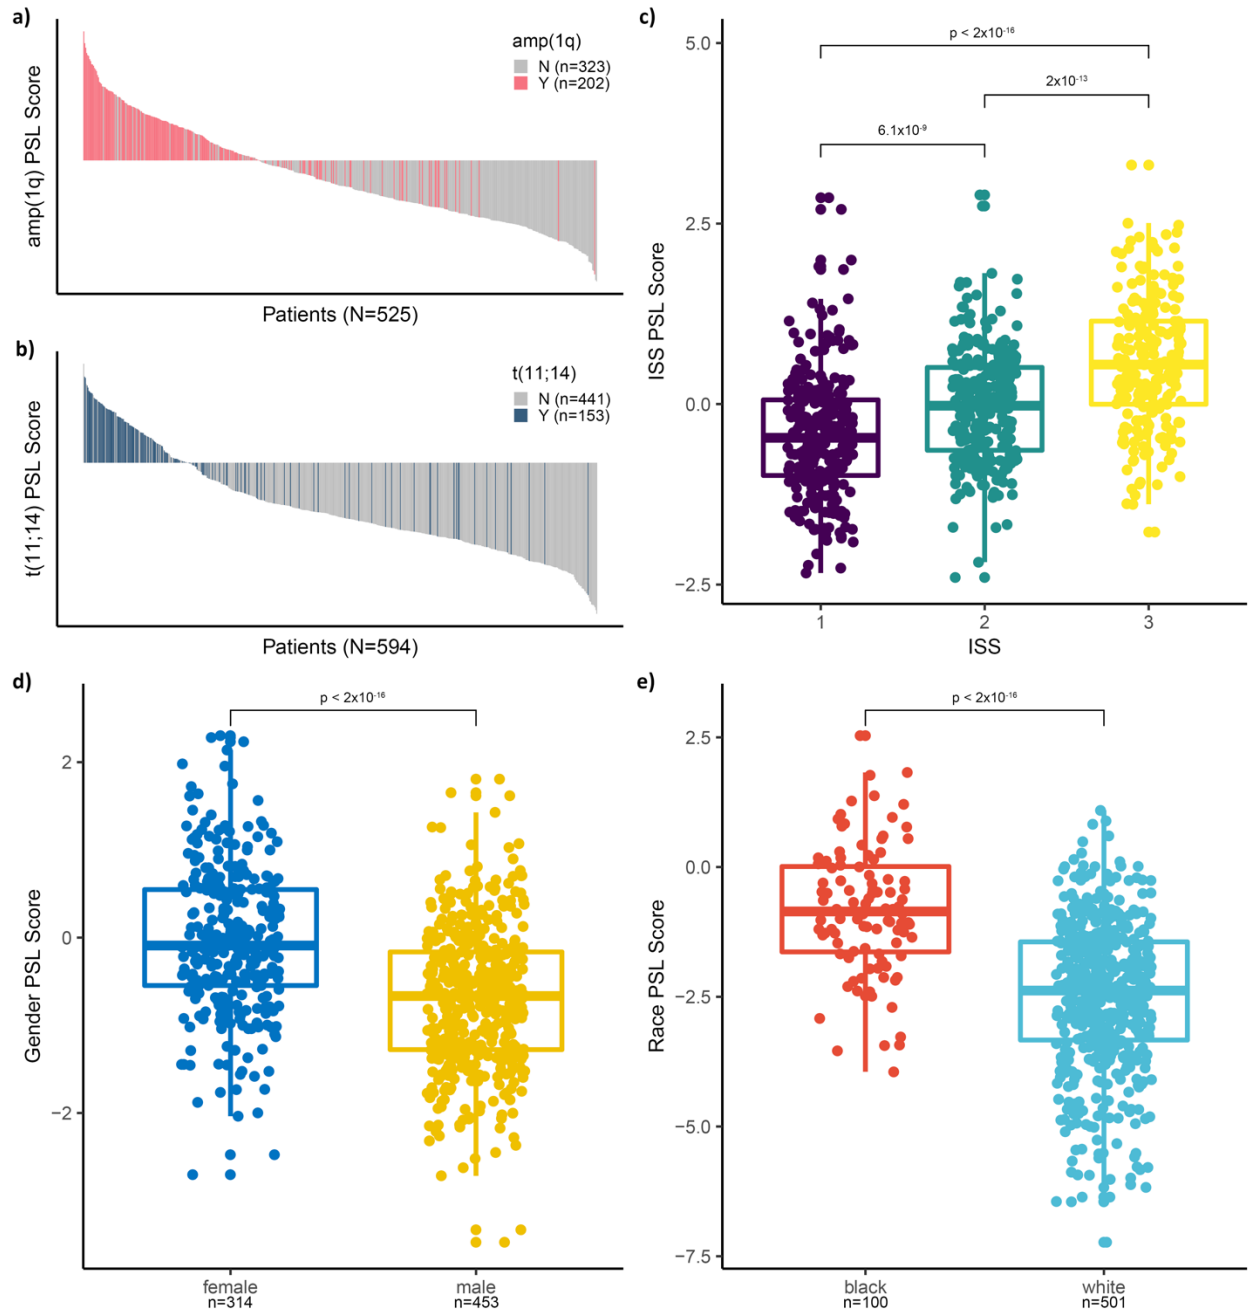 a)
amp(1q) PSL Score
amp(1q)
N (n=323)
Y (n=202)
Patients (N=525)
b)
t(11;14) PSL Score
t(11;14)
N (n=441)
Y (n=153)
Patients (N=594)
c)
ISS PSL Score
5.0
2.5
0.0
−2.5
p < 2x10⁻¹⁶
2x10⁻¹³
6.1x10⁻⁹
1 2 3
ISS
d)
Gender PSL Score
2
0
−2
p < 2x10⁻¹⁶
female male
n=314 n=453
e)
Race PSL Score
2.5
0.0
−2.5
−5.0
−7.5
p < 2x10⁻¹⁶
black white
n=100 n=501